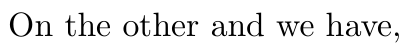 On the other and we have,